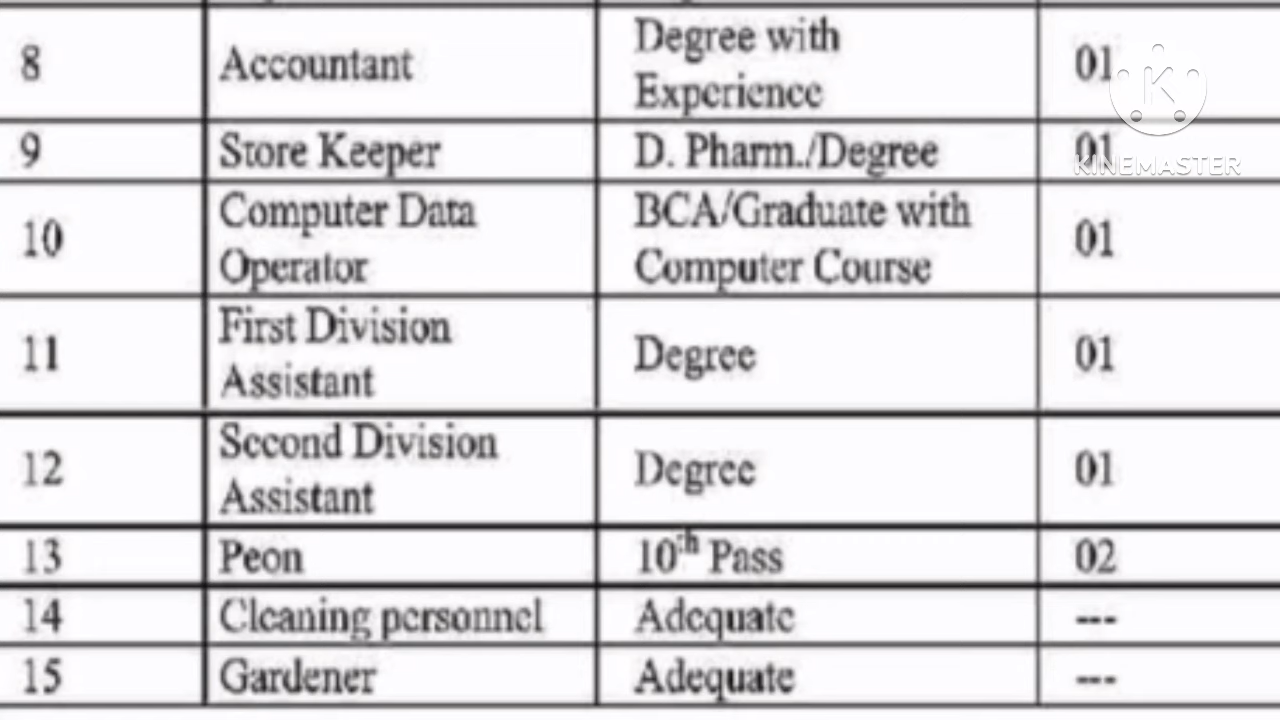 8 Accountant Degree with Experience 01
9 Store Keeper D. Pharm./Degree 01
10 Computer Data Operator BCA/Graduate with Computer Course 01
11 First Division Assistant Degree 01
12 Second Division Assistant Degree 01
13 Peon 10th Pass 02
14 Cleaning personnel Adequate ---
15 Gardener Adequate ---
K
KINEMASTER